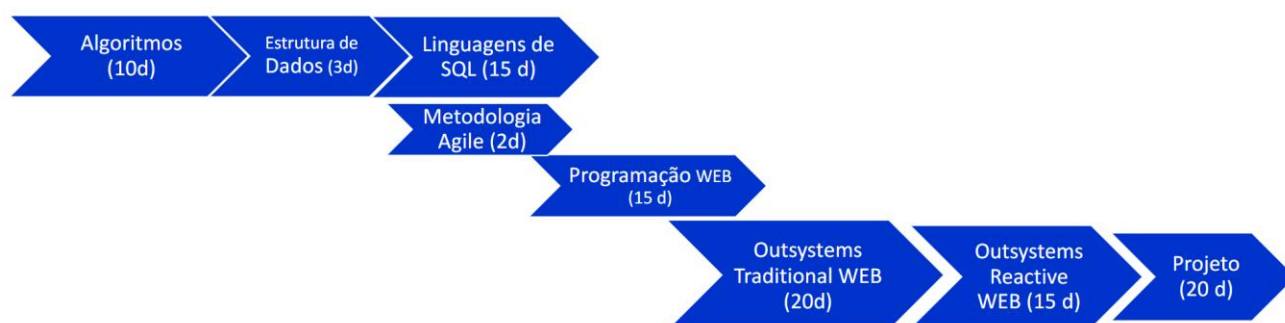 Algoritmos
(10d)
Estrutura de
Dados (3d)
Linguagens de
SQL (15 d)
Metodologia
Agile (2d)
Programação WEB
(15 d)
Outsystems
Traditional WEB
(20d)
Outsystems
Reactive
WEB (15 d)
Projeto
(20 d)